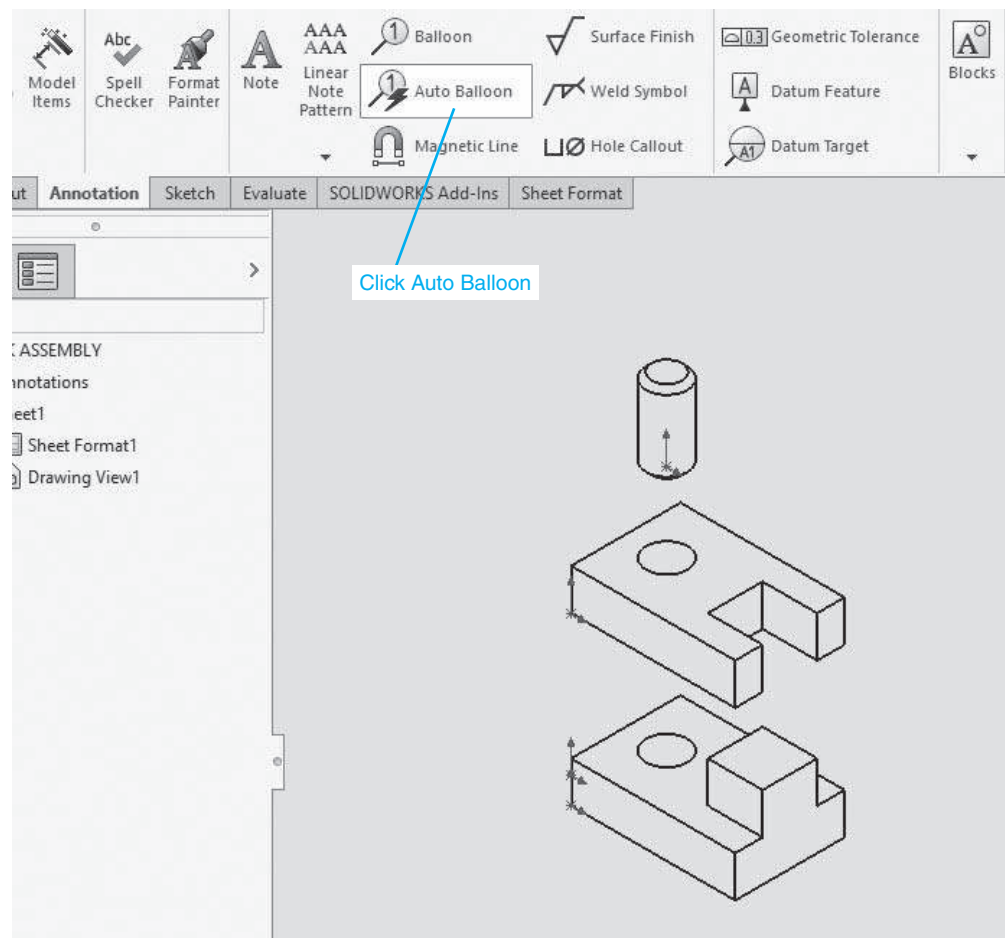 Model
Items
Abc
Spell
Checker
Format
Painter
A
Note
AAA
AAA
Linear
Note
Pattern
1
Balloon
1
Auto Balloon
Magnetic Line
Surface Finish
Weld Symbol
Hole Callout
0.3
Geometric Tolerance
A
Datum Feature
A1
Datum Target
A
Blocks
ut
Annotation
Sketch
Evaluate
SOLIDWORKS Add-Ins
Sheet Format
Click Auto Balloon
ASSEMBLY
nnotations
eet1
Sheet Format1
Drawing View1